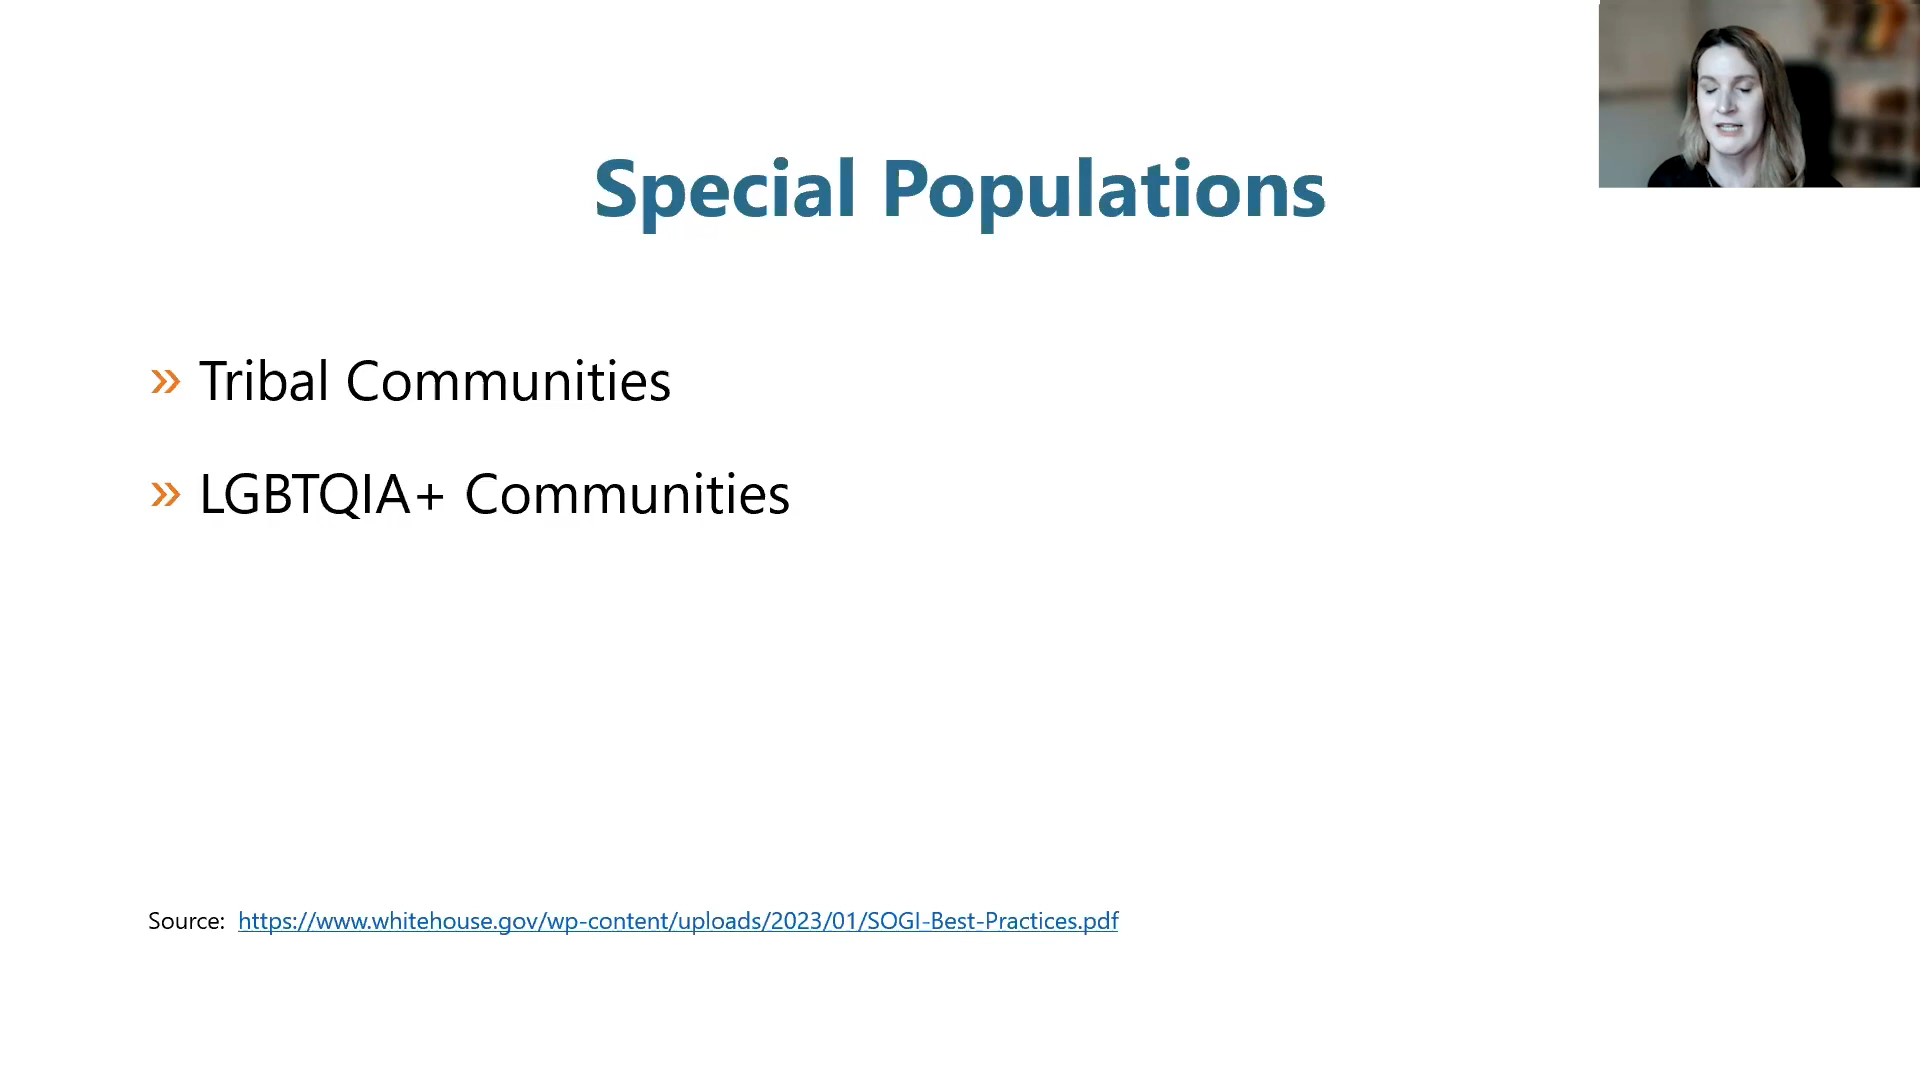 Special Populations
» Tribal Communities
» LGBTQIA+ Communities
Source: https://www.whitehouse.gov/wp-content/uploads/2023/01/SOGI-Best-Practices.pdf